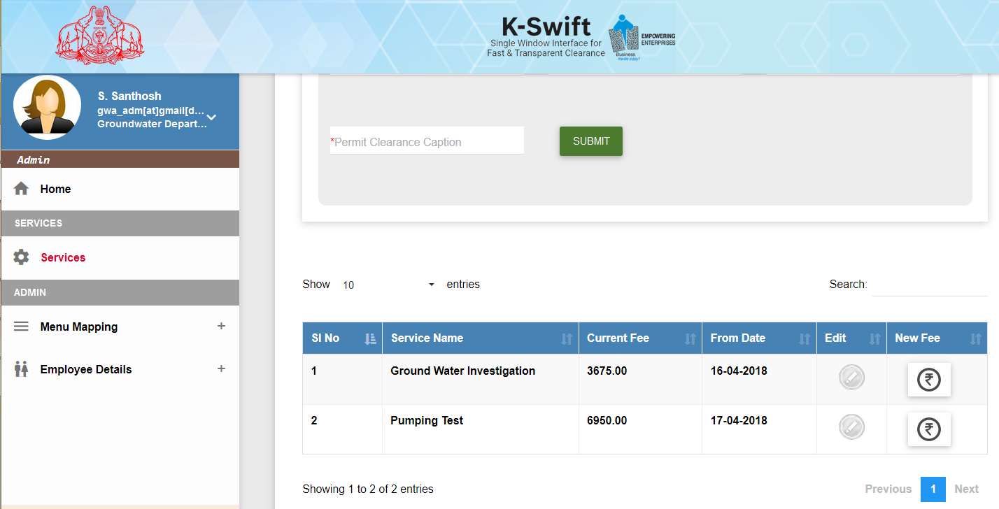 K-Swift
Single Window Interface for
Fast & Transparent Clearance
EMPOWERING
ENTERPRISES
Business
made easy!
S. Santhosh
gwa_adm[at]gmail[d...
Groundwater Depart...
Admin
Home
SERVICES
Services
ADMIN
Menu Mapping +
Employee Details +
*Permit Clearance Caption
SUBMIT
Show 10 entries
Search:
Sl No Service Name Current Fee From Date Edit New Fee
1 Ground Water Investigation 3675.00 16-04-2018 ₹
2 Pumping Test 6950.00 17-04-2018 ₹
Showing 1 to 2 of 2 entries
Previous 1 Next